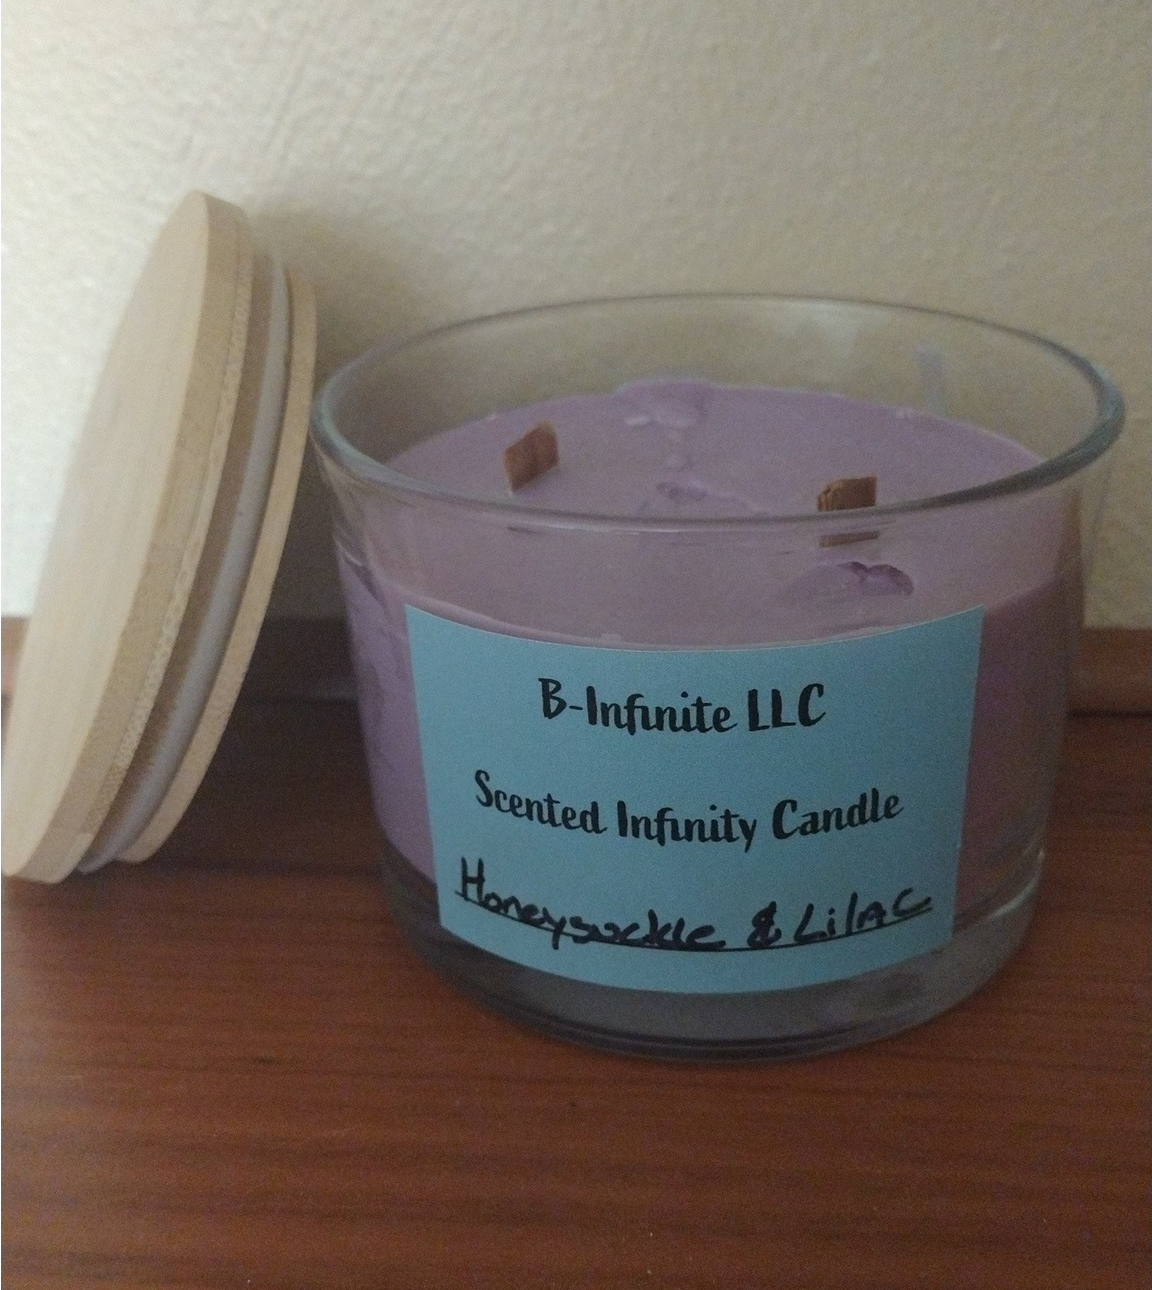 B-Infinite LLC
Scented Infinity Candle
Honeysuckle & Lilac